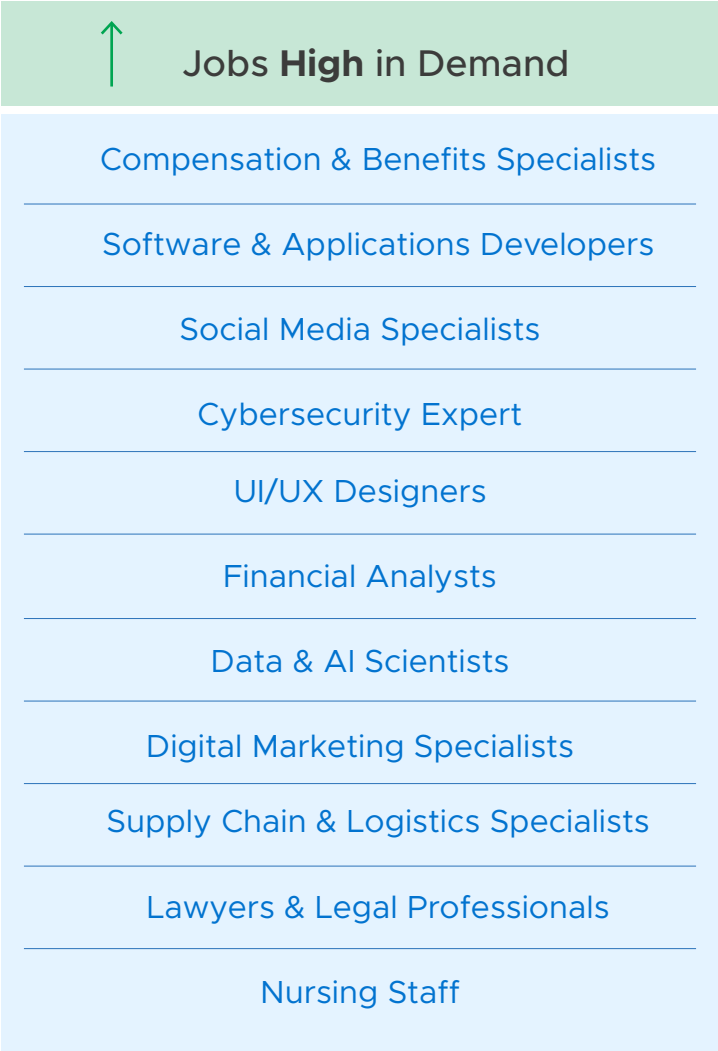 Jobs High in Demand
Compensation & Benefits Specialists
Software & Applications Developers
Social Media Specialists
Cybersecurity Expert
UI/UX Designers
Financial Analysts
Data & AI Scientists
Digital Marketing Specialists
Supply Chain & Logistics Specialists
Lawyers & Legal Professionals
Nursing Staff